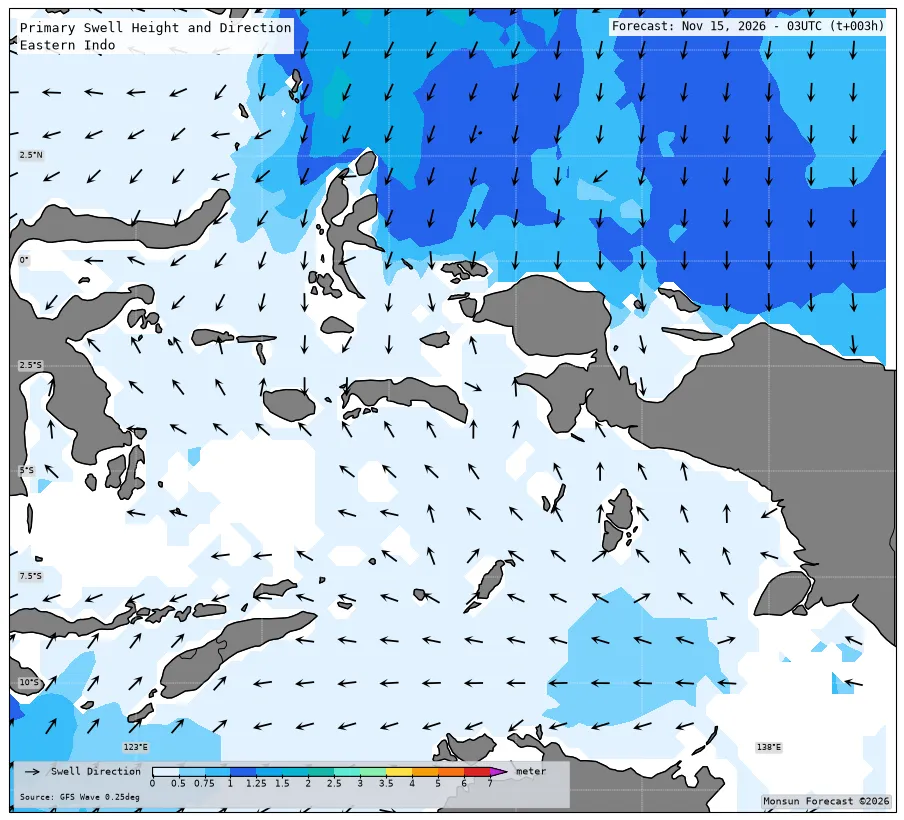 Primary Swell Height and Direction
Eastern Indo
Forecast: Nov 15, 2026 - 03UTC (t+003h)
2.5°N
0°
2.5°S
5°S
7.5°S
10°S
123°E
138°E
Swell Direction
meter
0 0.5 0.75 1 1.25 1.5 2 2.5 3 3.5 4 5 6 7
Source: GFS Wave 0.25deg
Monsun Forecast ©2026